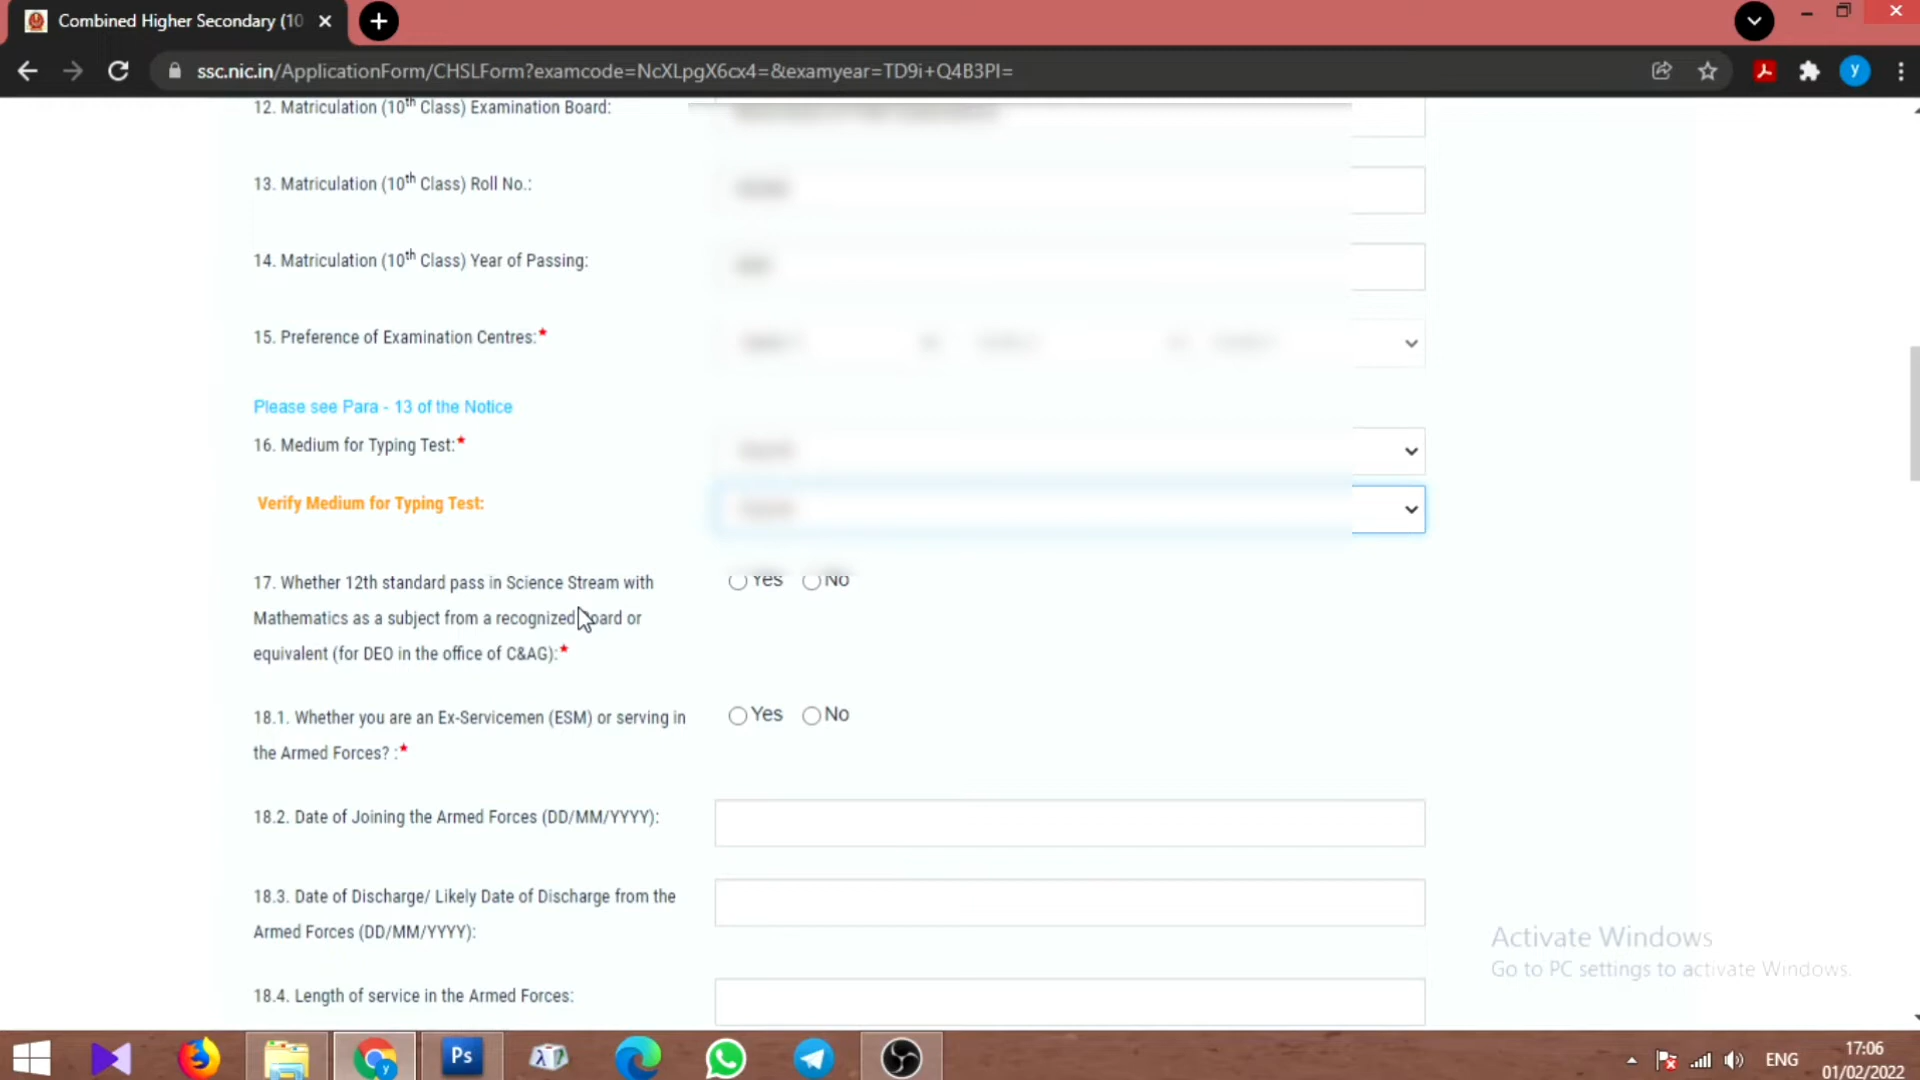 Combined Higher Secondary (10
ssc.nic.in/ApplicationForm/CHSLForm?examcode=NcXLpgX6cx4=&examyear=TD9i+Q4B3PI=
y
12. Matriculation (10th Class) Examination Board:
13. Matriculation (10th Class) Roll No.:
14. Matriculation (10th Class) Year of Passing:
15. Preference of Examination Centres:*
Please see Para - 13 of the Notice
16. Medium for Typing Test:*
Verify Medium for Typing Test:
17. Whether 12th standard pass in Science Stream with
Mathematics as a subject from a recognized Board or
equivalent (for DEO in the office of C&AG):*
Yes No
18.1. Whether you are an Ex-Servicemen (ESM) or serving in
the Armed Forces? :*
Yes No
18.2. Date of Joining the Armed Forces (DD/MM/YYYY):
18.3. Date of Discharge/ Likely Date of Discharge from the
Armed Forces (DD/MM/YYYY):
18.4. Length of service in the Armed Forces:
Activate Windows
Go to PC settings to activate Windows.
Ps
ENG
17:06
01/02/2022